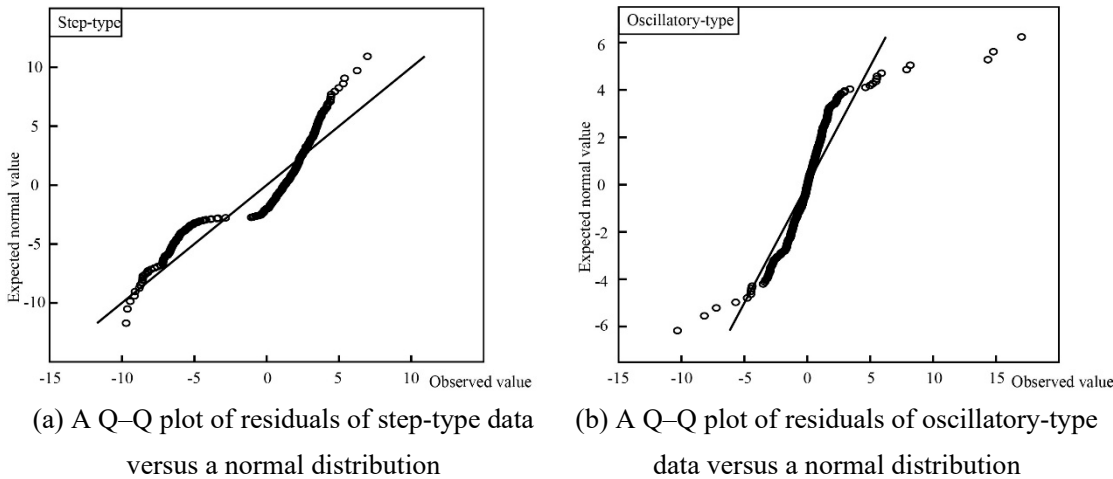 Step-type
Expected normal value
10
5
0
-5
-10
-15
-10
-5
0
5
10
Observed value
(a) A Q–Q plot of residuals of step-type data
versus a normal distribution
Oscillatory-type
Expected normal value
6
4
2
0
-2
-4
-6
-15
-10
-5
0
5
10
15
Observed value
(b) A Q–Q plot of residuals of oscillatory-type
data versus a normal distribution